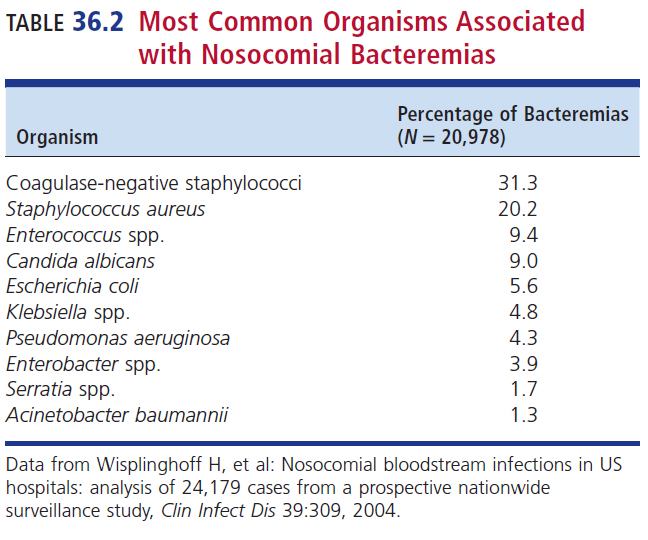 TABLE 36.2 Most Common Organisms Associated
with Nosocomial Bacteremias
Percentage of Bacteremias
Organism (N = 20,978)
Coagulase-negative staphylococci 31.3
Staphylococcus aureus 20.2
Enterococcus spp. 9.4
Candida albicans 9.0
Escherichia coli 5.6
Klebsiella spp. 4.8
Pseudomonas aeruginosa 4.3
Enterobacter spp. 3.9
Serratia spp. 1.7
Acinetobacter baumannii 1.3
Data from Wisplinghoff H, et al: Nosocomial bloodstream infections in US
hospitals: analysis of 24,179 cases from a prospective nationwide
surveillance study, Clin Infect Dis 39:309, 2004.